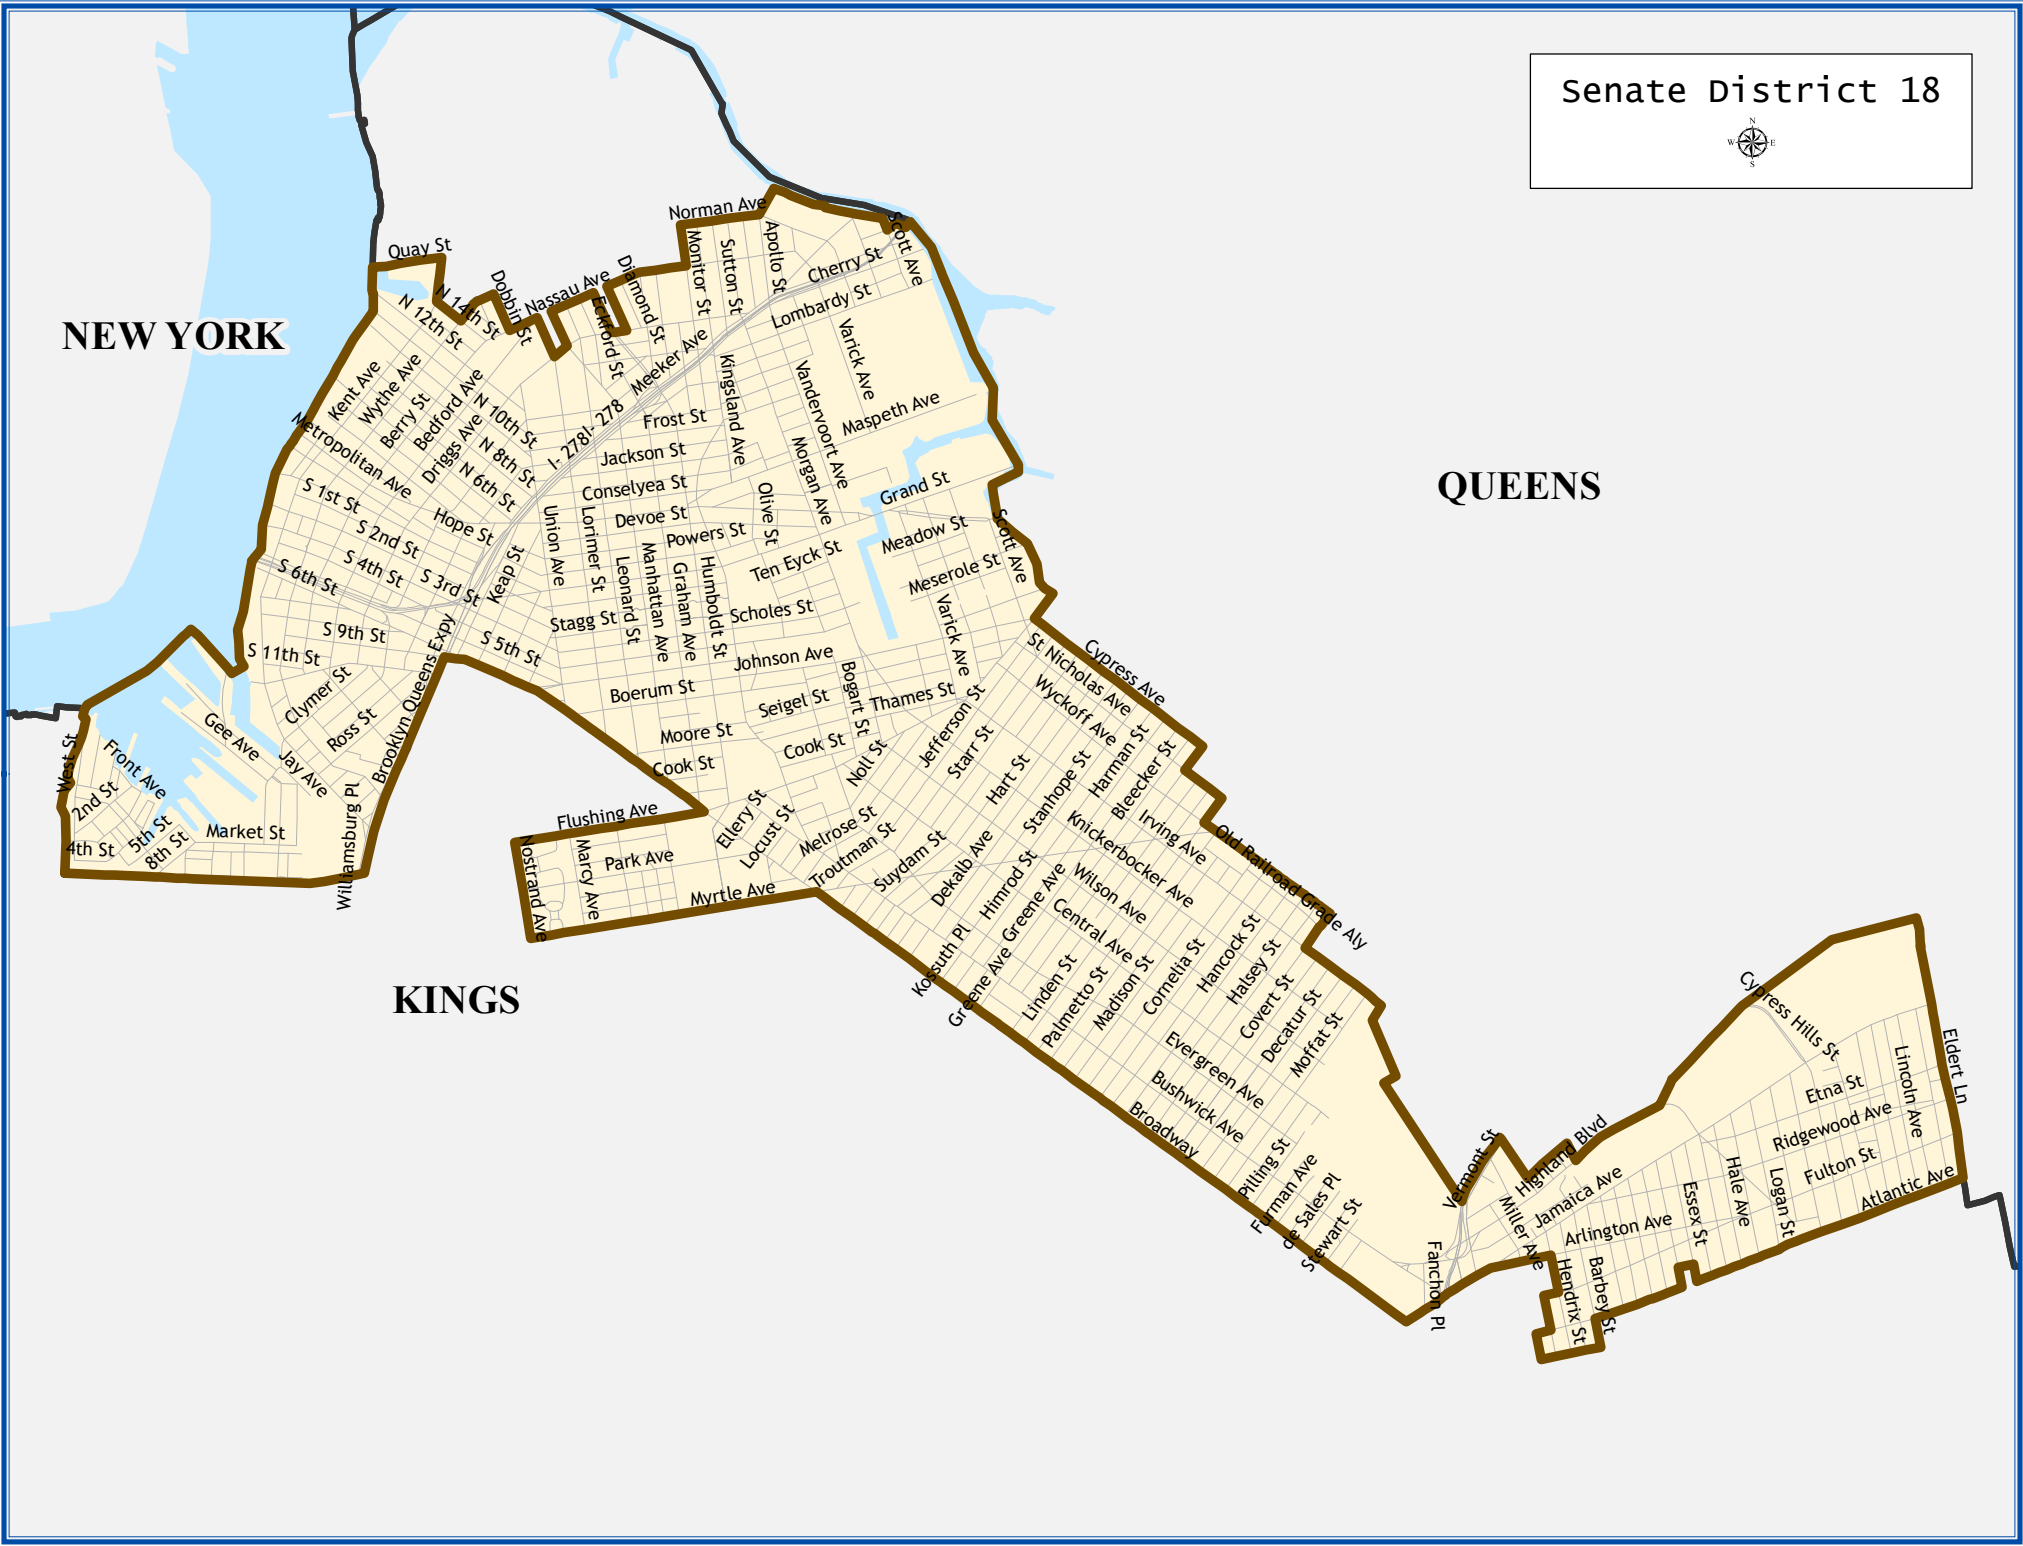 Senate District 18
N
W E
S
NEW YORK
QUEENS
KINGS
Norman Ave
Quay St
Scott Ave
Monitor St
Sutton St
Apollo St
Cherry St
Diamond St
Nassau Ave
Dobbin St
N 14th St
N 12th St
Eckford St
Lombardy St
Meeker Ave
Varick Ave
Kingsland Ave
Vandervoort Ave
Kent Ave
Wythe Ave
Berry St
Bedford Ave
Driggs Ave
N 10th St
N 8th St
N 6th St
I- 278
I- 278
Frost St
Maspeth Ave
Metropolitan Ave
Jackson St
Morgan Ave
Conselyea St
Grand St
S 1st St
Hope St
Devoe St
Olive St
Powers St
S 2nd St
Union Ave
Lorimer St
Meadow St
Scott Ave
S 4th St
S 3rd St
Keap St
Leonard St
Manhattan Ave
Graham Ave
Humboldt St
Ten Eyck St
Meserole St
S 6th St
Scholes St
Stagg St
Varick Ave
S 9th St
S 5th St
S 11th St
Johnson Ave
St Nicholas Ave
Cypress Ave
Clymer St
Ross St
Brooklyn Queens Expy
Boerum St
Bogart St
Seigel St
Thames St
Wyckoff Ave
Gee Ave
Jay Ave
Moore St
Cook St
Cook St
Noll St
Jefferson St
Starr St
Hart St
Stanhope St
Harman St
Bleecker St
West St
Front Ave
2nd St
5th St
8th St
4th St
Market St
Williamsburg Pl
Flushing Ave
Nostrand Ave
Marcy Ave
Park Ave
Myrtle Ave
Ellery St
Locust St
Melrose St
Troutman St
Suydam St
Dekalb Ave
Himrod St
Greene Ave
Knickerbocker Ave
Irving Ave
Old Railroad Grade Aly
Wilson Ave
Central Ave
Kossuth Pl
Greene Ave
Linden St
Palmetto St
Madison St
Cornelia St
Hancock St
Halsey St
Covert St
Decatur St
Moffat St
Evergreen Ave
Bushwick Ave
Broadway
Pilling St
Furman Ave
de Sales Pl
Stewart St
Fanchon Pl
Vermont St
Highland Blvd
Miller Ave
Jamaica Ave
Arlington Ave
Hendrix St
Barbey St
Essex St
Hale Ave
Logan St
Cypress Hills St
Etna St
Ridgewood Ave
Fulton St
Lincoln Ave
Eldert Ln
Atlantic Ave